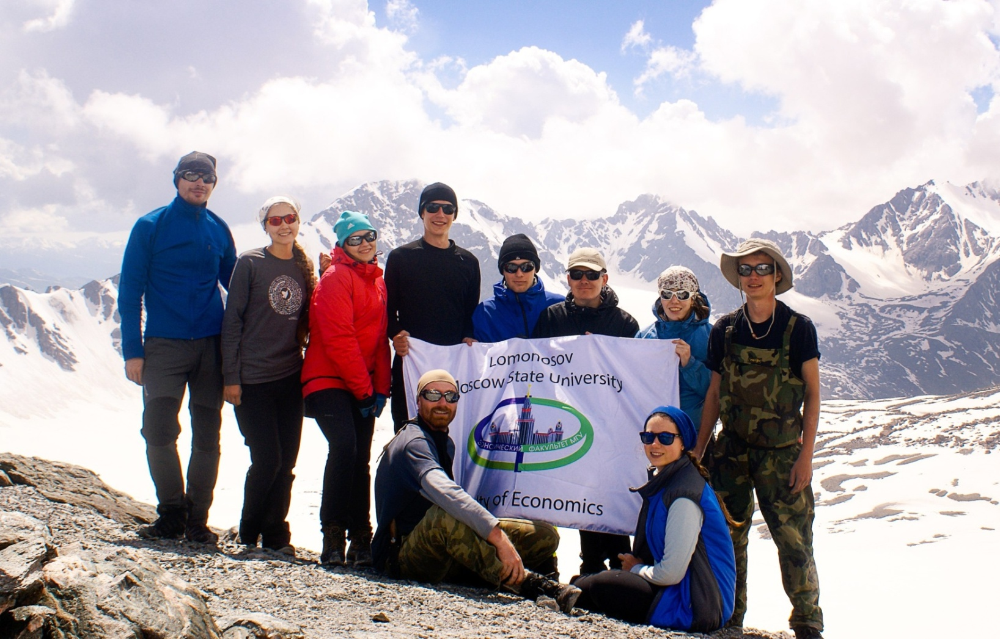 Lomonosov
oscow State University
ОНОМИЧЕСКИЙ ФАКУЛЬТЕТ МГУ
ty of Economics